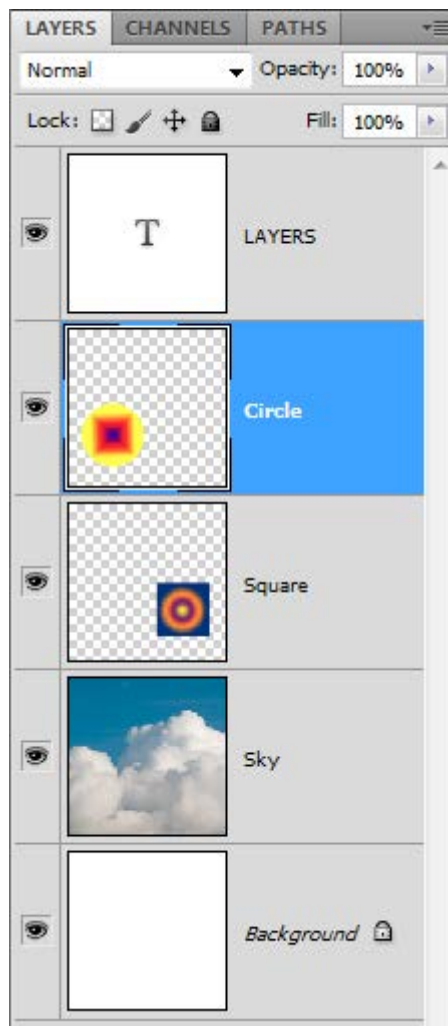 LAYERS CHANNELS PATHS
Normal Opacity: 100%
Lock: Fill: 100%
T
LAYERS
Circle
Square
Sky
Background